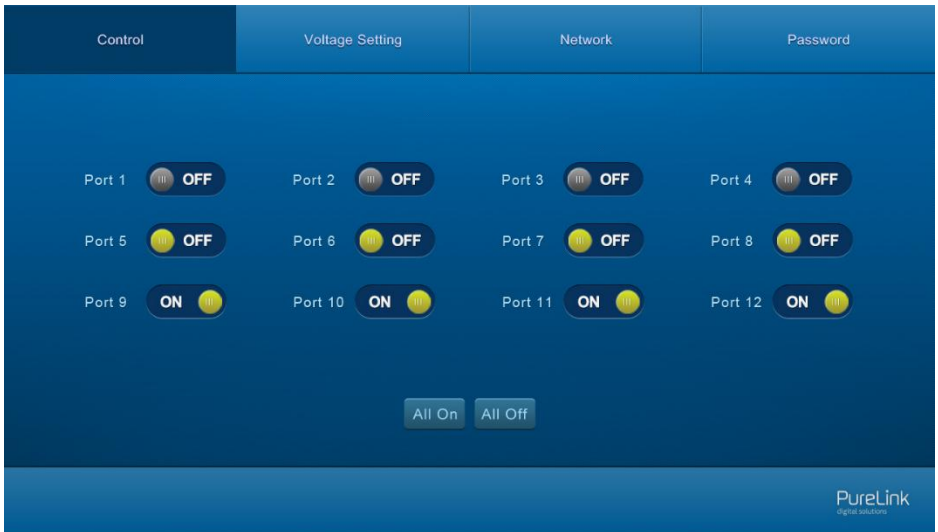 Control Voltage Setting Network Password
Port 1 OFF Port 2 OFF Port 3 OFF Port 4 OFF
Port 5 OFF Port 6 OFF Port 7 OFF Port 8 OFF
Port 9 ON Port 10 ON Port 11 ON Port 12 ON
All On All Off
PureLink
digital solutions